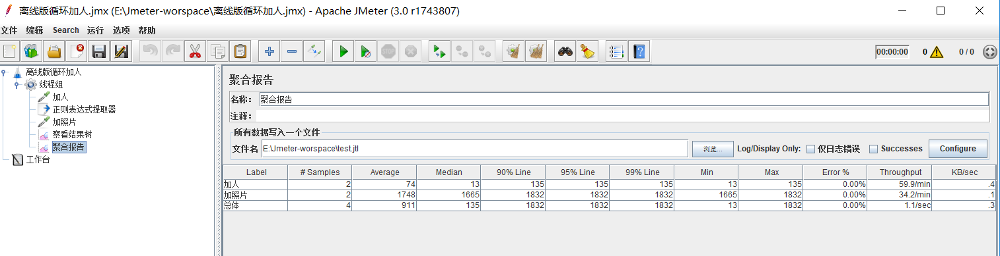 离线版循环加人.jmx (E:\Jmeter-worspace\离线版循环加人.jmx) - Apache JMeter (3.0 r1743807)
文件 编辑 Search 运行 选项 帮助
STOP 00:00:00 0 0 / 0
离线版循环加人
线程组
加人
正则表达式提取器
加照片
察看结果树
聚合报告
工作台
聚合报告
名称: 聚合报告
注释:
所有数据写入一个文件
文件名 E:\Jmeter-worspace\test.jtl 浏览... Log/Display Only: 仅日志错误 Successes Configure
Label # Samples Average Median 90% Line 95% Line 99% Line Min Max Error % Throughput KB/sec
加人 2 74 13 135 135 135 13 135 0.00% 59.9/min .4
加照片 2 1748 1665 1832 1832 1832 1665 1832 0.00% 34.2/min .1
总体 4 911 135 1832 1832 1832 13 1832 0.00% 1.1/sec .3